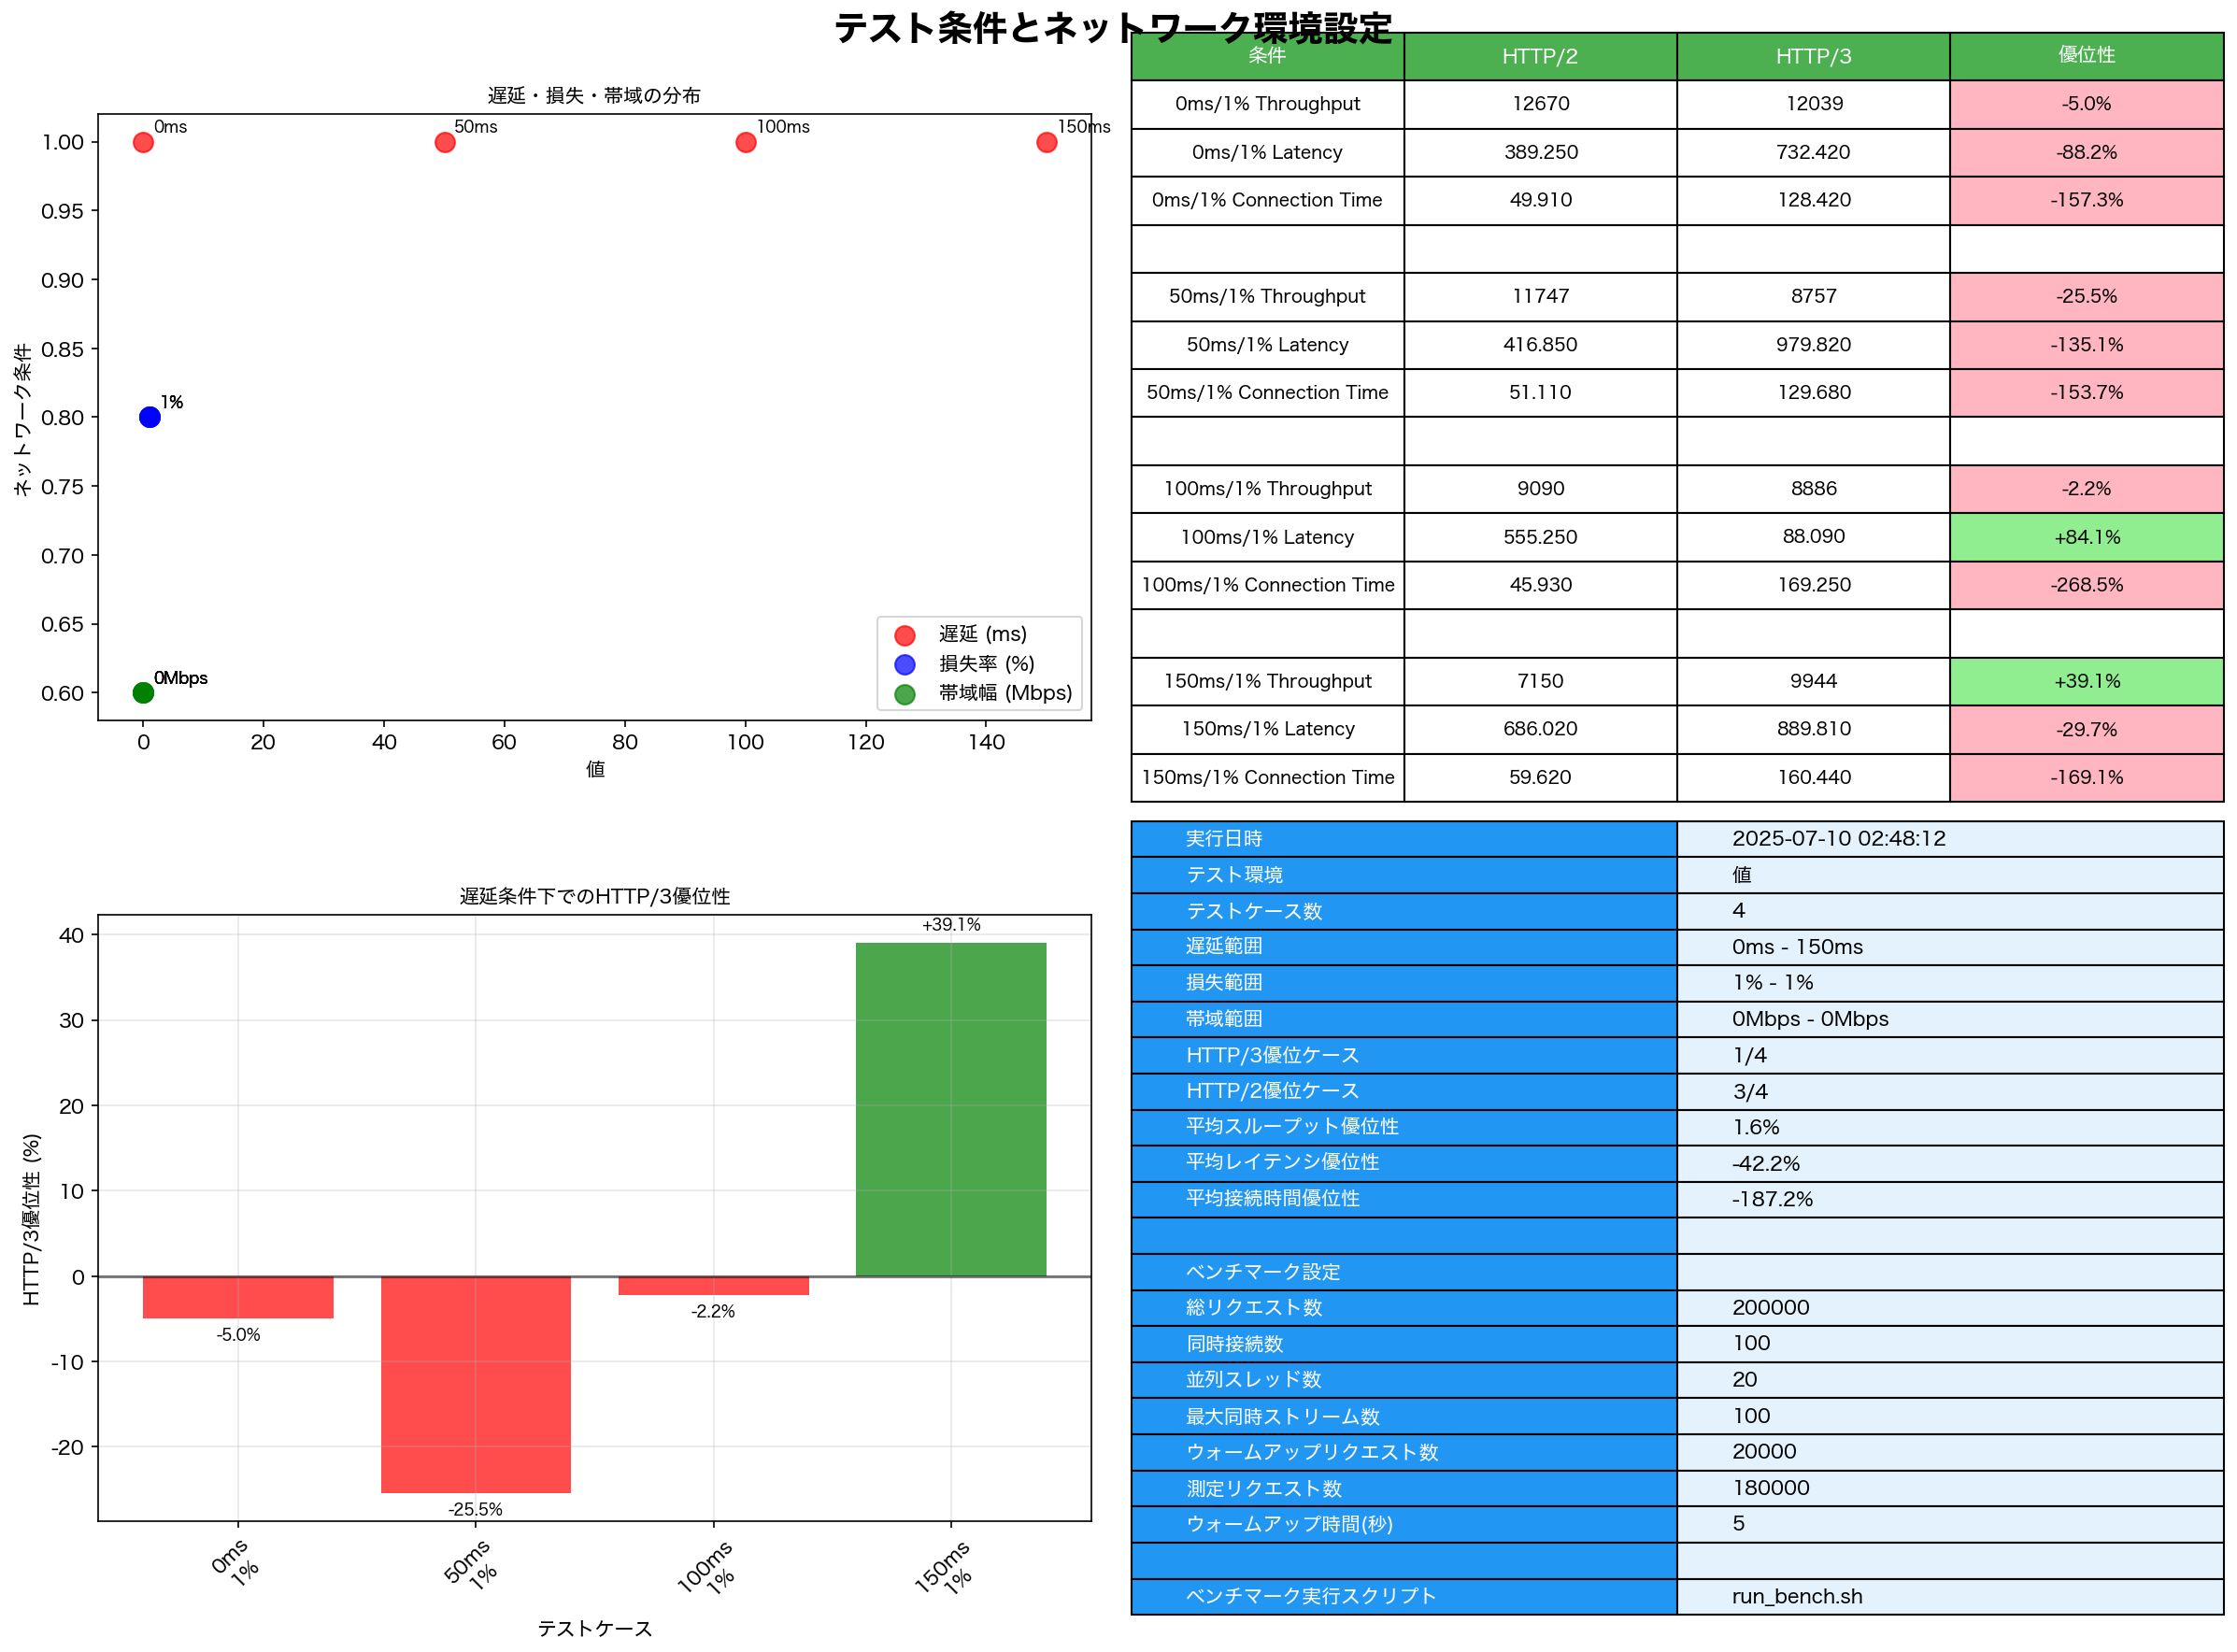 テスト条件とネットワーク環境設定
遅延・損失・帯域の分布
ネットワーク条件
1.00
0.95
0.90
0.85
0.80
0.75
0.70
0.65
0.60
0ms
50ms
100ms
150ms
1%
0Mbps
遅延 (ms)
損失率 (%)
帯域幅 (Mbps)
0 20 40 60 80 100 120 140
値
条件 HTTP/2 HTTP/3 優位性
0ms/1% Throughput 12670 12039 -5.0%
0ms/1% Latency 389.250 732.420 -88.2%
0ms/1% Connection Time 49.910 128.420 -157.3%
50ms/1% Throughput 11747 8757 -25.5%
50ms/1% Latency 416.850 979.820 -135.1%
50ms/1% Connection Time 51.110 129.680 -153.7%
100ms/1% Throughput 9090 8886 -2.2%
100ms/1% Latency 555.250 88.090 +84.1%
100ms/1% Connection Time 45.930 169.250 -268.5%
150ms/1% Throughput 7150 9944 +39.1%
150ms/1% Latency 686.020 889.810 -29.7%
150ms/1% Connection Time 59.620 160.440 -169.1%
遅延条件下でのHTTP/3優位性
HTTP/3優位性 (%)
40
30
20
10
0
-10
-20
-5.0%
-25.5%
-2.2%
+39.1%
0ms
1%
50ms
1%
100ms
1%
150ms
1%
テストケース
実行日時 2025-07-10 02:48:12
テスト環境 値
テストケース数 4
遅延範囲 0ms - 150ms
損失範囲 1% - 1%
帯域範囲 0Mbps - 0Mbps
HTTP/3優位ケース 1/4
HTTP/2優位ケース 3/4
平均スループット優位性 1.6%
平均レイテンシ優位性 -42.2%
平均接続時間優位性 -187.2%
ベンチマーク設定
総リクエスト数 200000
同時接続数 100
並列スレッド数 20
最大同時ストリーム数 100
ウォームアップリクエスト数 20000
測定リクエスト数 180000
ウォームアップ時間(秒) 5
ベンチマーク実行スクリプト run_bench.sh